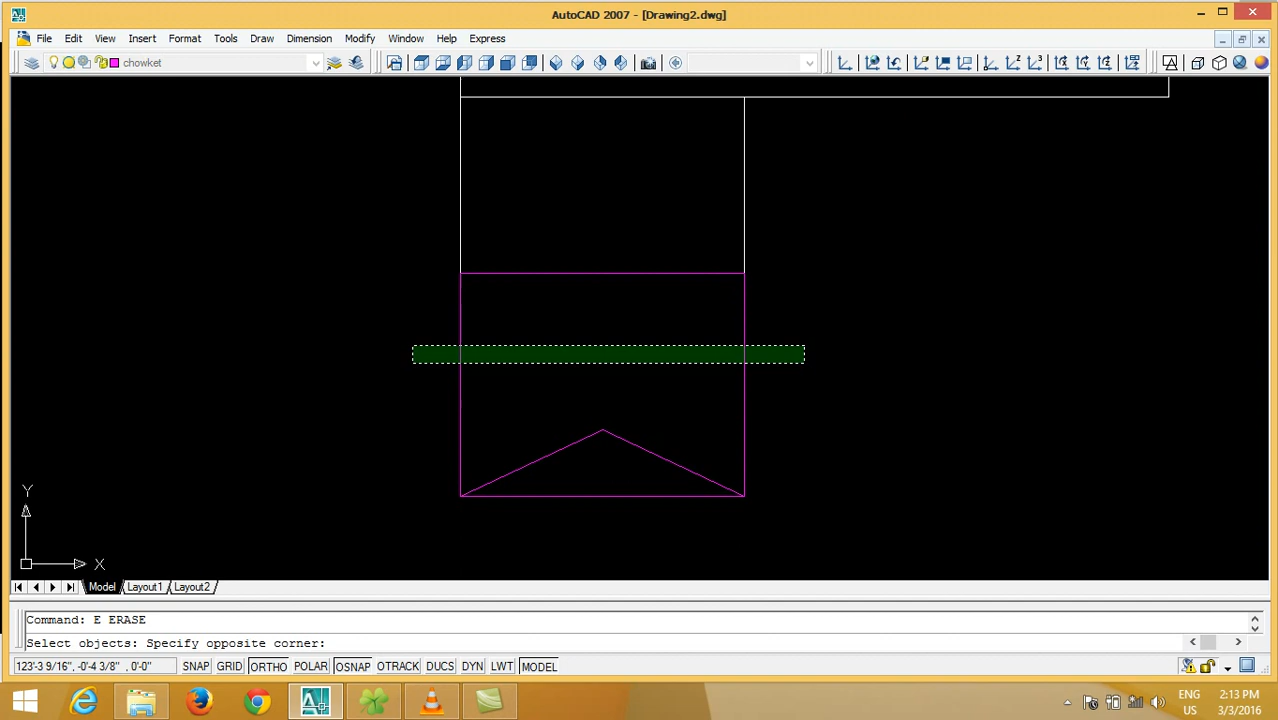 AutoCAD 2007 - [Drawing2.dwg]
File Edit View Insert Format Tools Draw Dimension Modify Window Help Express
chowket
Y
X
Model Layout1 Layout2
Command: E ERASE
Select objects: Specify opposite corner:
123'-3 9/16", -0'-4 3/8" , 0'-0" SNAP GRID ORTHO POLAR OSNAP OTRACK DUCS DYN LWT MODEL
ENG 2:13 PM
US 3/3/2016